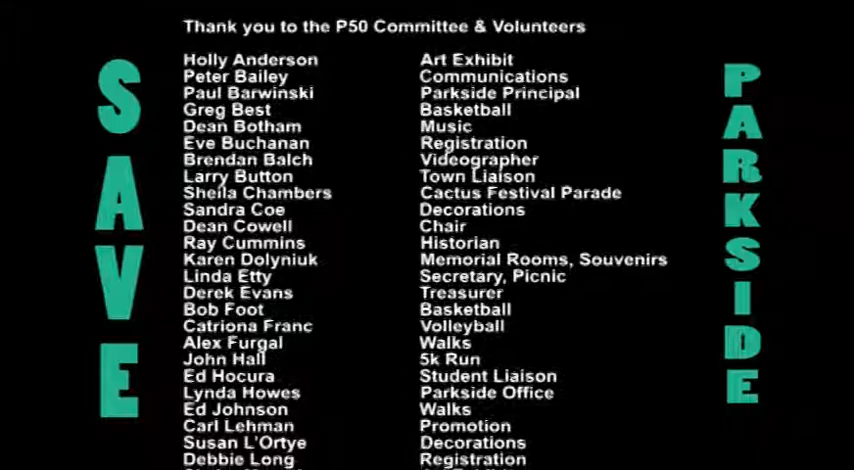 Thank you to the P50 Committee & Volunteers
SAVE
Holly Anderson Art Exhibit
Peter Bailey Communications
Paul Barwinski Parkside Principal
Greg Best Basketball
Dean Botham Music
Eve Buchanan Registration
Brendan Balch Videographer
Larry Button Town Liaison
Sheila Chambers Cactus Festival Parade
Sandra Coe Decorations
Dean Cowell Chair
Ray Cummins Historian
Karen Dolyniuk Memorial Rooms, Souvenirs
Linda Etty Secretary, Picnic
Derek Evans Treasurer
Bob Foot Basketball
Catriona Franc Volleyball
Alex Furgal Walks
John Hall 5k Run
Ed Hocura Student Liaison
Lynda Howes Parkside Office
Ed Johnson Walks
Carl Lehman Promotion
Susan L'Ortye Decorations
Debbie Long Registration
PARKSIDE